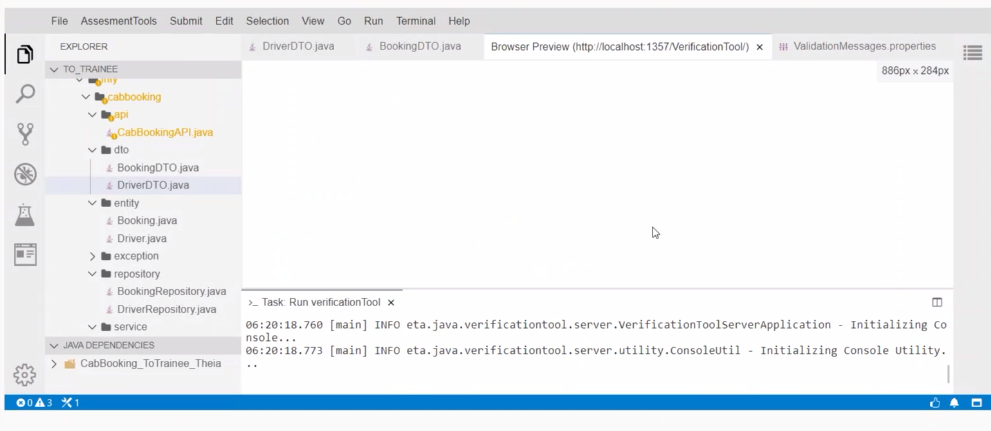 File AssesmentTools Submit Edit Selection View Go Run Terminal Help
EXPLORER
DriverDTO.java
BookingDTO.java
Browser Preview (http://localhost:1357/VerificationTool/) ×
ValidationMessages.properties
886px x 284px
TO_TRAINEE
cabbooking
api
CabBookingAPI.java
dto
BookingDTO.java
DriverDTO.java
entity
Booking.java
Driver.java
exception
repository
BookingRepository.java
DriverRepository.java
service
JAVA DEPENDENCIES
CabBooking_ToTrainee_Theia
>_ Task: Run verificationTool ×
06:20:18.760 [main] INFO eta.java.verificationtool.server.VerificationToolServerApplication - Initializing Co
nsole...
06:20:18.773 [main] INFO eta.java.verificationtool.server.utility.ConsoleUtil - Initializing Console Utility.
..
0 3 1